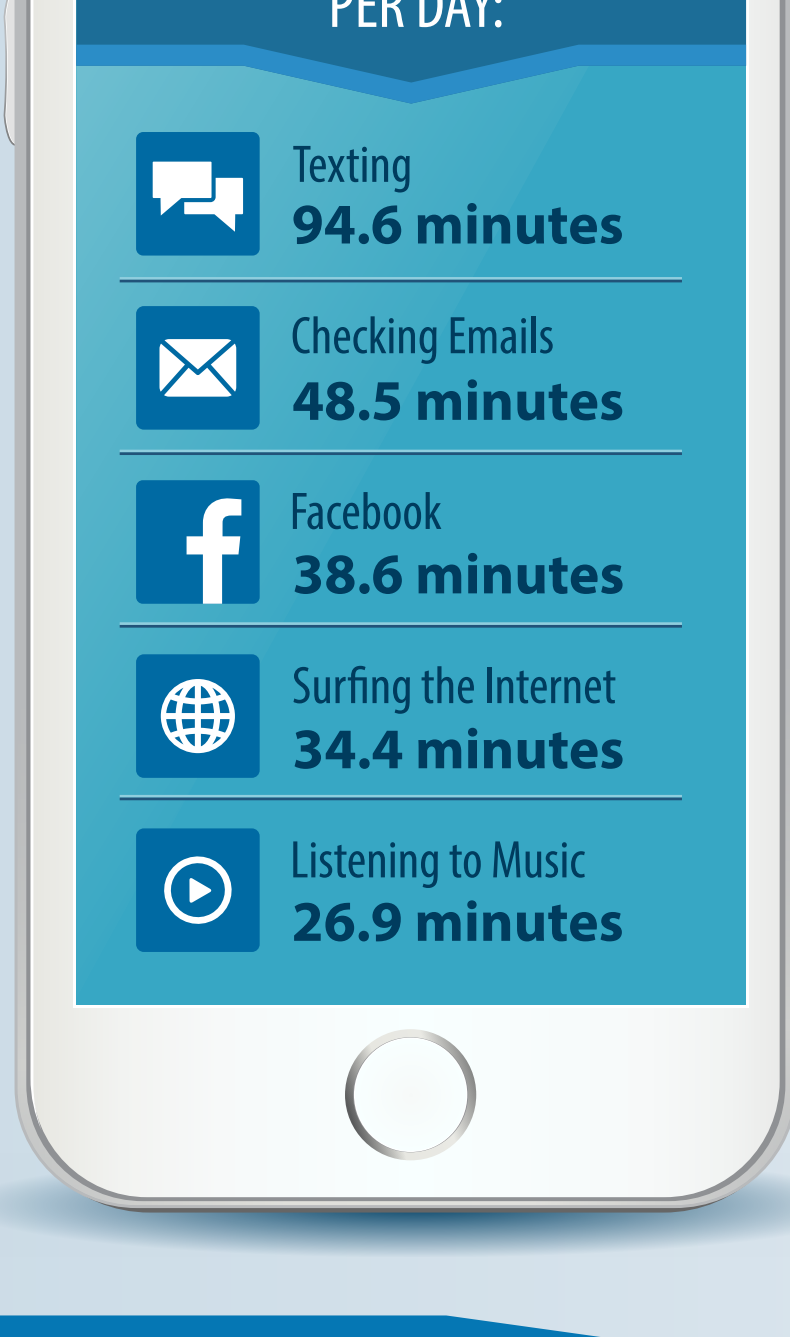 PER DAY:
Texting
94.6 minutes
Checking Emails
48.5 minutes
Facebook
38.6 minutes
Surfing the Internet
34.4 minutes
Listening to Music
26.9 minutes